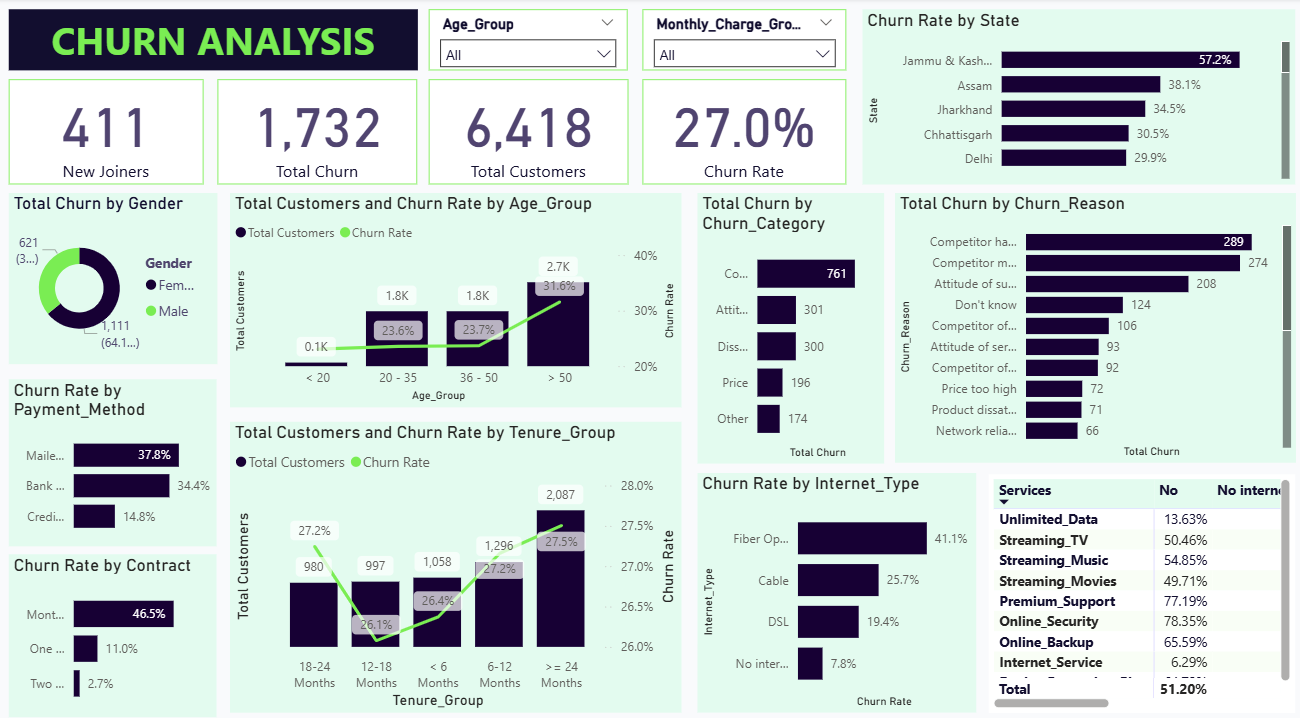 CHURN ANALYSIS
Age_Group
All
Monthly_Charge_Gro...
All
411
New Joiners
1,732
Total Churn
6,418
Total Customers
27.0%
Churn Rate
Churn Rate by State
State
Jammu & Kash... 57.2%
Assam 38.1%
Jharkhand 34.5%
Chhattisgarh 30.5%
Delhi 29.9%
Total Churn by Gender
621
(3...)
1,111
(64.1...)
Gender
Fem...
Male
Total Customers and Churn Rate by Age_Group
Total Customers Churn Rate
Total Customers
0.1K
1.8K
23.6%
1.8K
23.7%
2.7K
31.6%
40%
30%
20%
Churn Rate
< 20 20 - 35 36 - 50 > 50
Age_Group
Total Churn by
Churn_Category
Co... 761
Attit... 301
Diss... 300
Price 196
Other 174
Total Churn
Total Churn by Churn_Reason
Churn_Reason
Competitor ha... 289
Competitor m... 274
Attitude of su... 208
Don't know 124
Competitor of... 106
Attitude of ser... 93
Competitor of... 92
Price too high 72
Product dissat... 71
Network relia... 66
Total Churn
Churn Rate by
Payment_Method
Maile... 37.8%
Bank ... 34.4%
Credi... 14.8%
Churn Rate by Contract
Mont... 46.5%
One ... 11.0%
Two ... 2.7%
Total Customers and Churn Rate by Tenure_Group
Total Customers Churn Rate
Total Customers
27.2%
980
997
26.1%
1,058
26.4%
1,296
27.2%
2,087
27.5%
28.0%
27.5%
27.0%
26.5%
26.0%
Churn Rate
18-24 12-18 < 6 6-12 >= 24
Months Months Months Months Months
Tenure_Group
Churn Rate by Internet_Type
Internet_Type
Fiber Op... 41.1%
Cable 25.7%
DSL 19.4%
No inter... 7.8%
Churn Rate
Services No No intern
Unlimited_Data 13.63%
Streaming_TV 50.46%
Streaming_Music 54.85%
Streaming_Movies 49.71%
Premium_Support 77.19%
Online_Security 78.35%
Online_Backup 65.59%
Internet_Service 6.29%
Total 51.20%